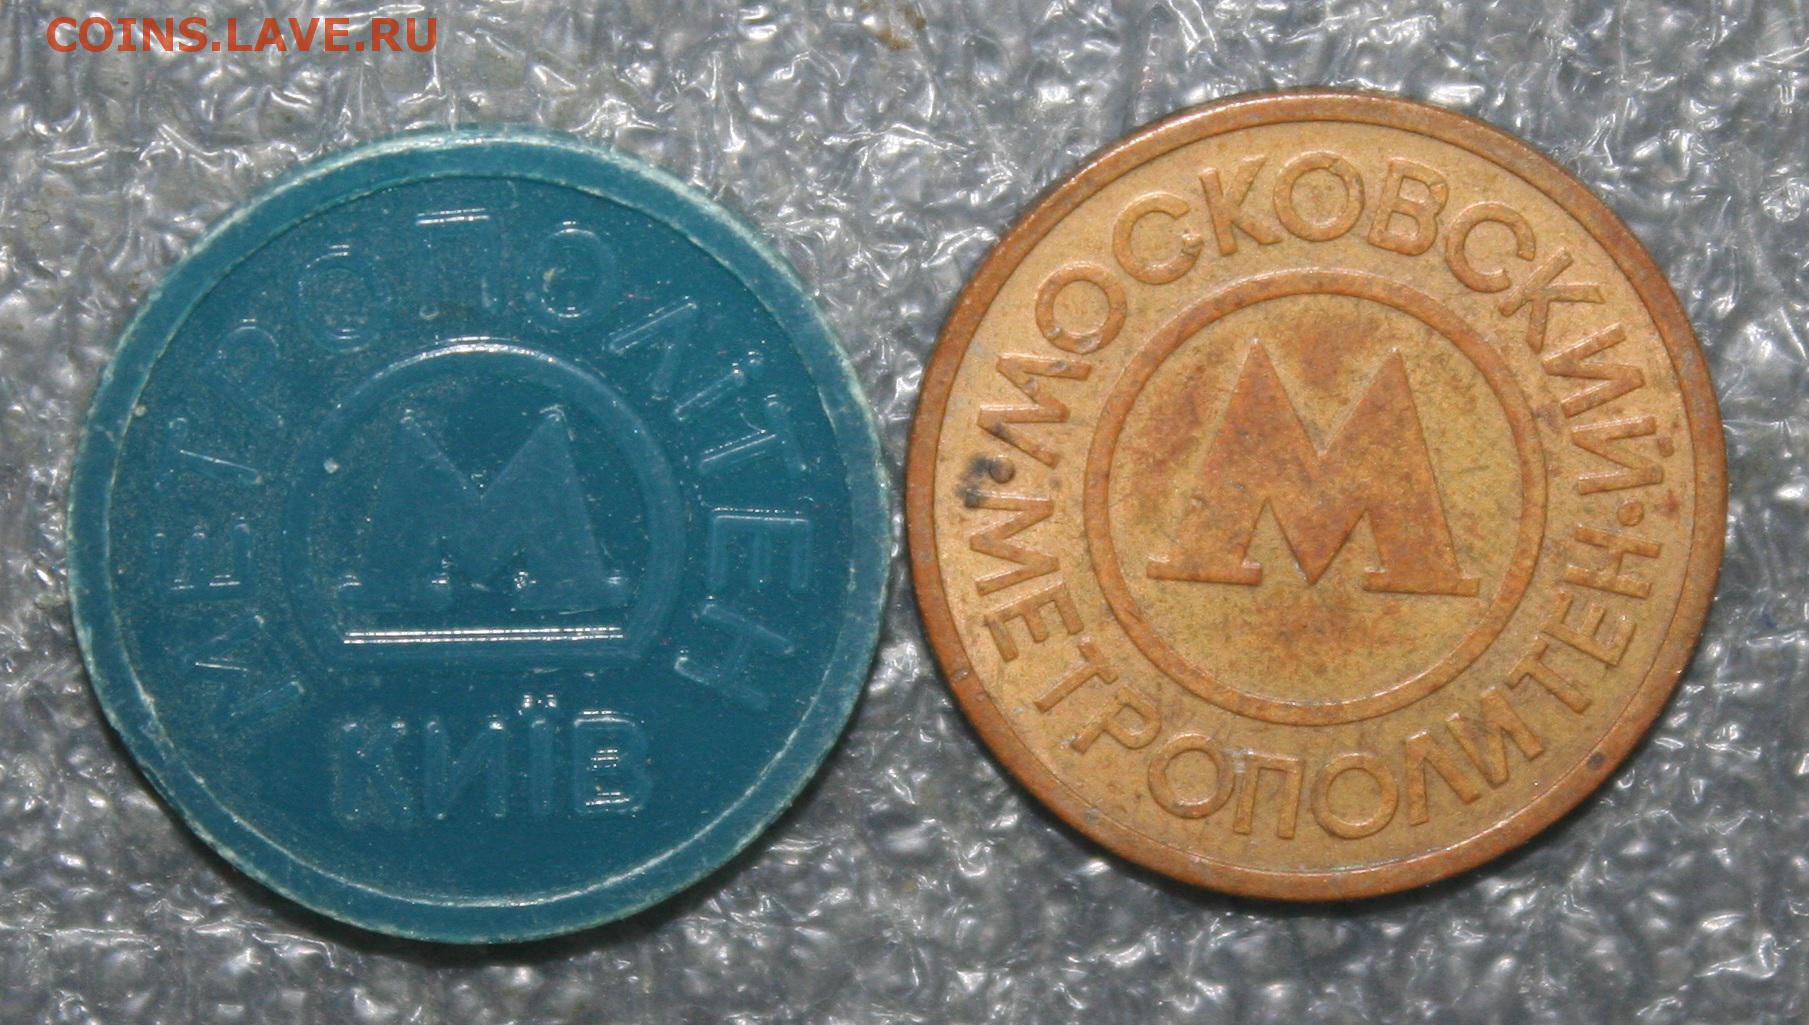 COINS.LAVE.RU
МЕТРОПОЛІТЕН
М
КИЇВ
·МОСКОВСКИЙ·
М
МЕТРОПОЛИТЕН